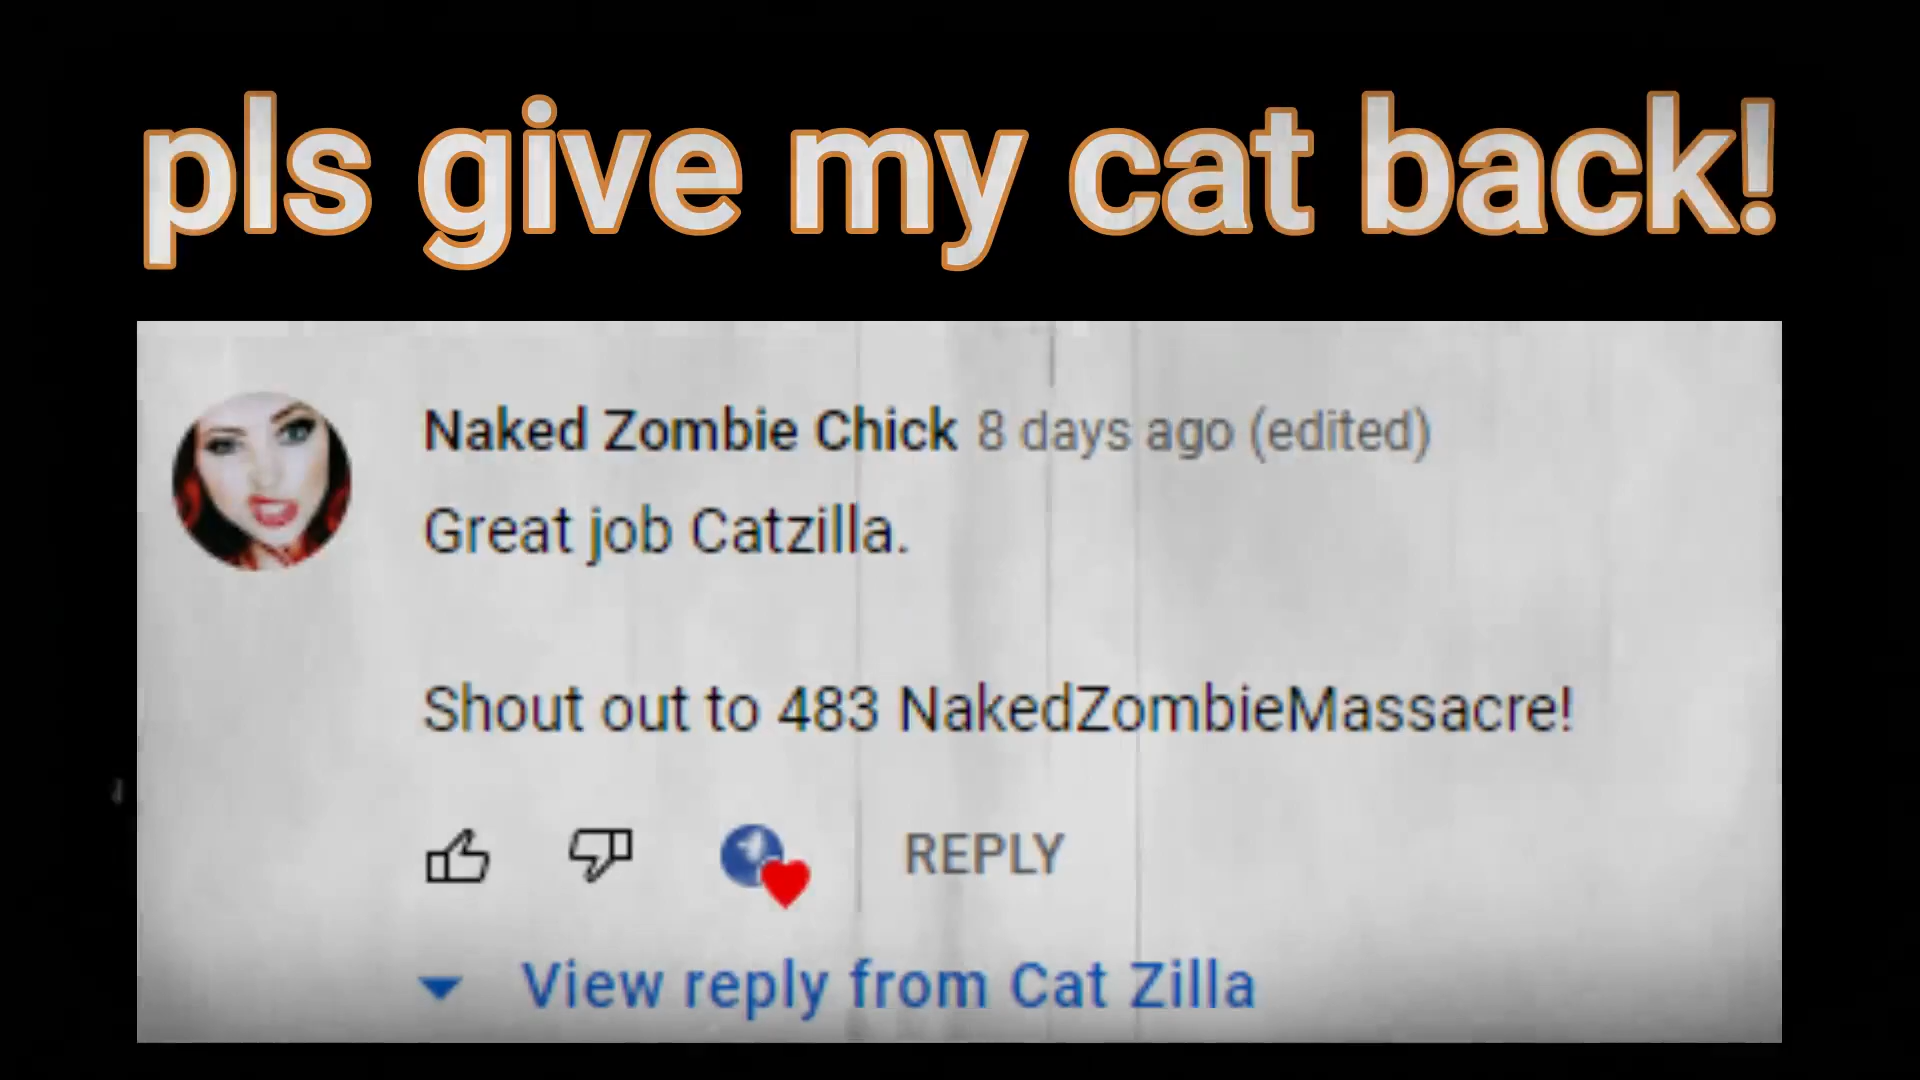 pls give my cat back!
Naked Zombie Chick 8 days ago (edited)
Great job Catzilla.
Shout out to 483 NakedZombieMassacre!
REPLY
View reply from Cat Zilla